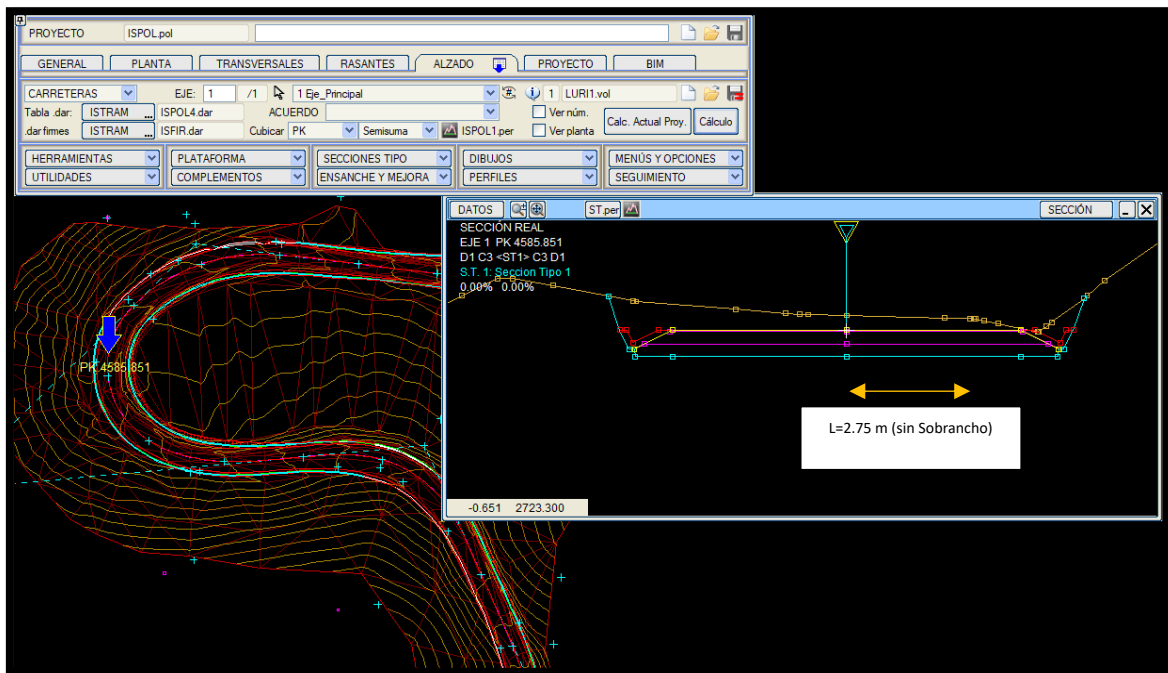 PROYECTO ISPOL.pol
GENERAL PLANTA TRANSVERSALES RASANTES ALZADO PROYECTO BIM
CARRETERAS EJE: 1 /1 1 Eje_Principal 1 LURI1.vol
Tabla .dar: ISTRAM ... ISPOL4.dar ACUERDO Ver núm. Calc. Actual Proy. Cálculo
.dar firmes ISTRAM ... ISFIR.dar Cubicar PK Semisuma ISPOL1.per Ver planta
HERRAMIENTAS PLATAFORMA SECCIONES TIPO DIBUJOS MENÚS Y OPCIONES
UTILIDADES COMPLEMENTOS ENSANCHE Y MEJORA PERFILES SEGUIMIENTO
DATOS ST.per SECCIÓN
SECCIÓN REAL
EJE 1 PK 4585.851
D1 C3 <ST1> C3 D1
S.T. 1: Seccion Tipo 1
0.00% 0.00%
PK 4585.851
L=2.75 m (sin Sobrancho)
-0.651 2723.300